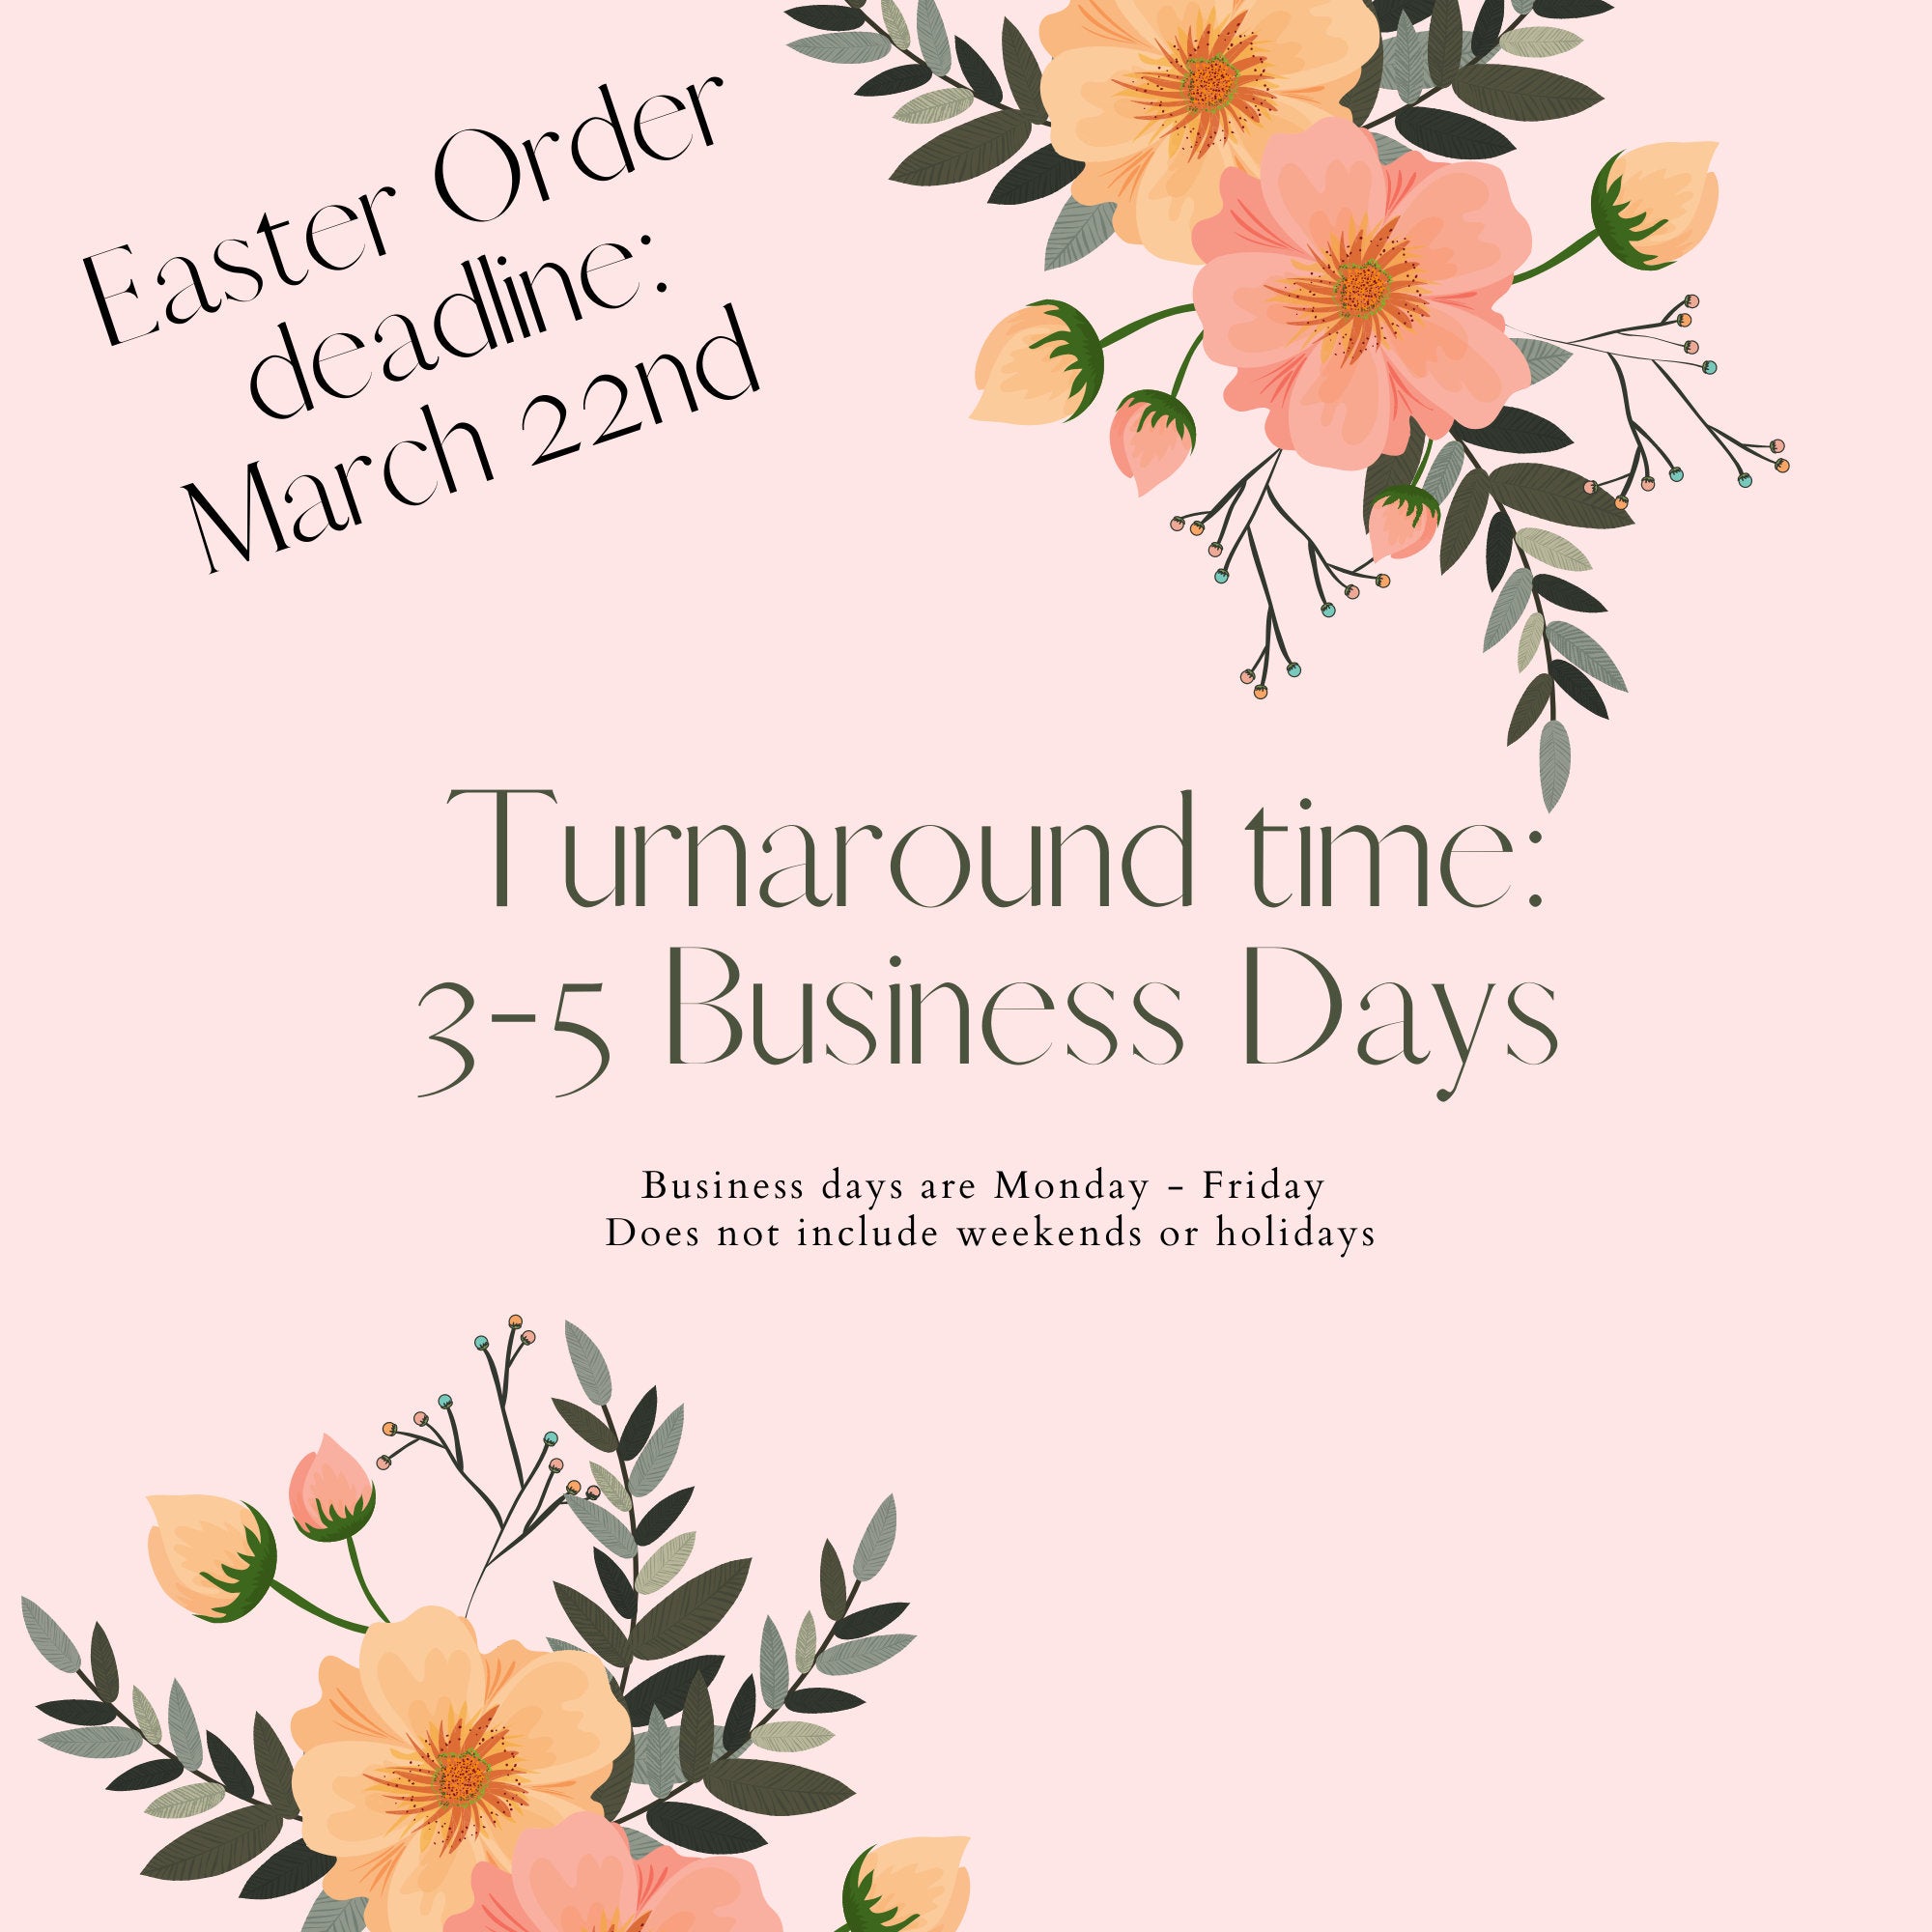 Easter Order
deadline:
March 22nd
Turnaround time:
3-5 Business Days
Business days are Monday - Friday
Does not include weekends or holidays